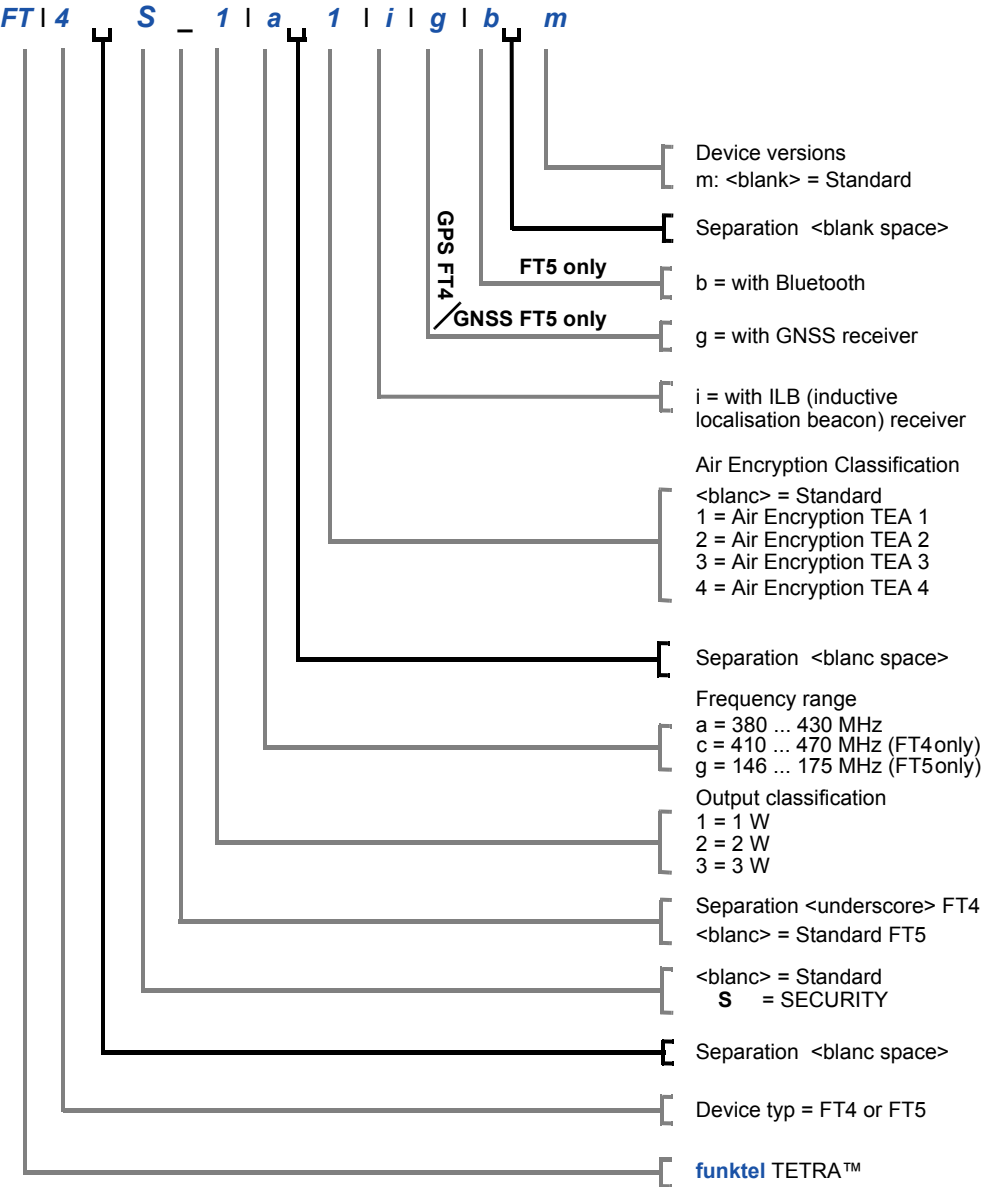 FT | 4 S _ 1 | a 1 | i | g | b m
Device versions
m: <blank> = Standard
Separation <blank space>
GPS FT4
FT5 only
b = with Bluetooth
/GNSS FT5 only
g = with GNSS receiver
i = with ILB (inductive
localisation beacon) receiver
Air Encryption Classification
<blanc> = Standard
1 = Air Encryption TEA 1
2 = Air Encryption TEA 2
3 = Air Encryption TEA 3
4 = Air Encryption TEA 4
Separation <blanc space>
Frequency range
a = 380 ... 430 MHz
c = 410 ... 470 MHz (FT4 only)
g = 146 ... 175 MHz (FT5 only)
Output classification
1 = 1 W
2 = 2 W
3 = 3 W
Separation <underscore> FT4
<blanc> = Standard FT5
<blanc> = Standard
S = SECURITY
Separation <blanc space>
Device typ = FT4 or FT5
funktel TETRA™